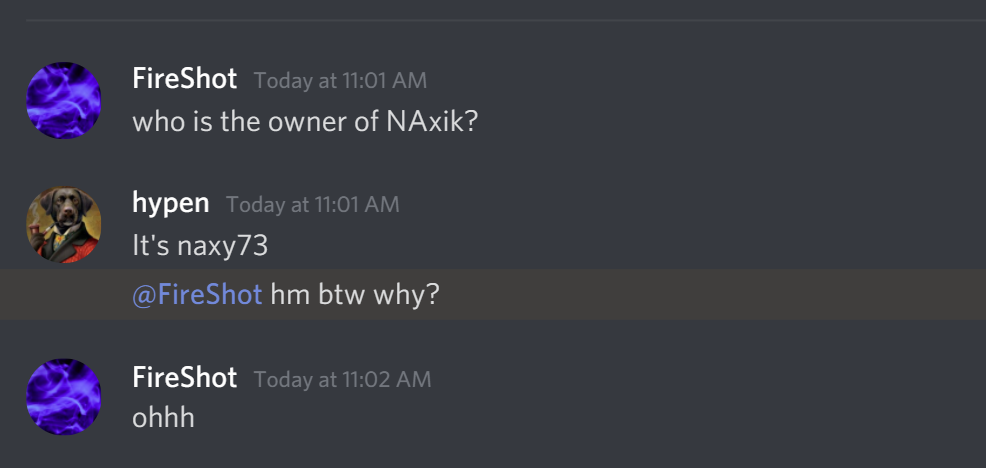 FireShot Today at 11:01 AM
who is the owner of NAxik?
hypen Today at 11:01 AM
It's naxy73
@FireShot hm btw why?
FireShot Today at 11:02 AM
ohhh